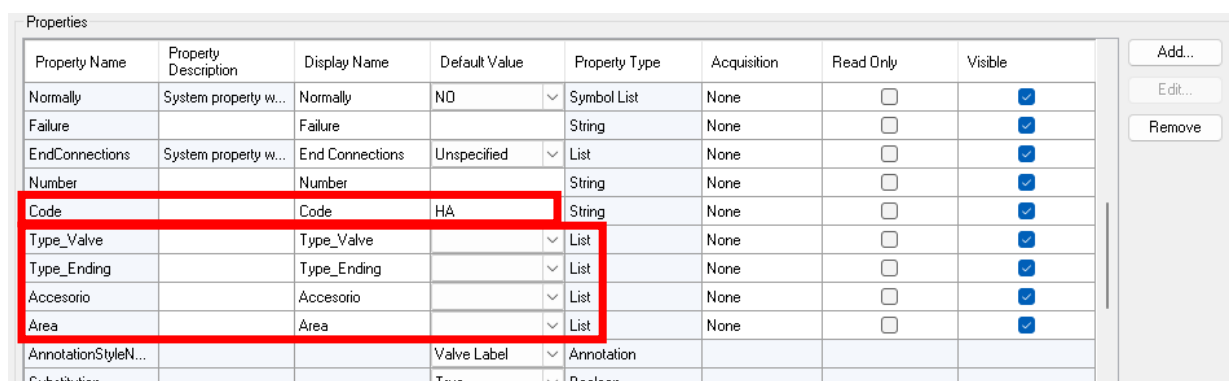 Properties
Property Name Property Description Display Name Default Value Property Type Acquisition Read Only Visible Add...
Normally System property w... Normally NO Symbol List None Edit...
Failure Failure String None Remove
EndConnections System property w... End Connections Unspecified List None
Number Number String None
Code Code HA String None
Type_Valve Type_Valve List None
Type_Ending Type_Ending List None
Accesorio Accesorio List None
Area Area List None
AnnotationStyleN... Valve Label Annotation